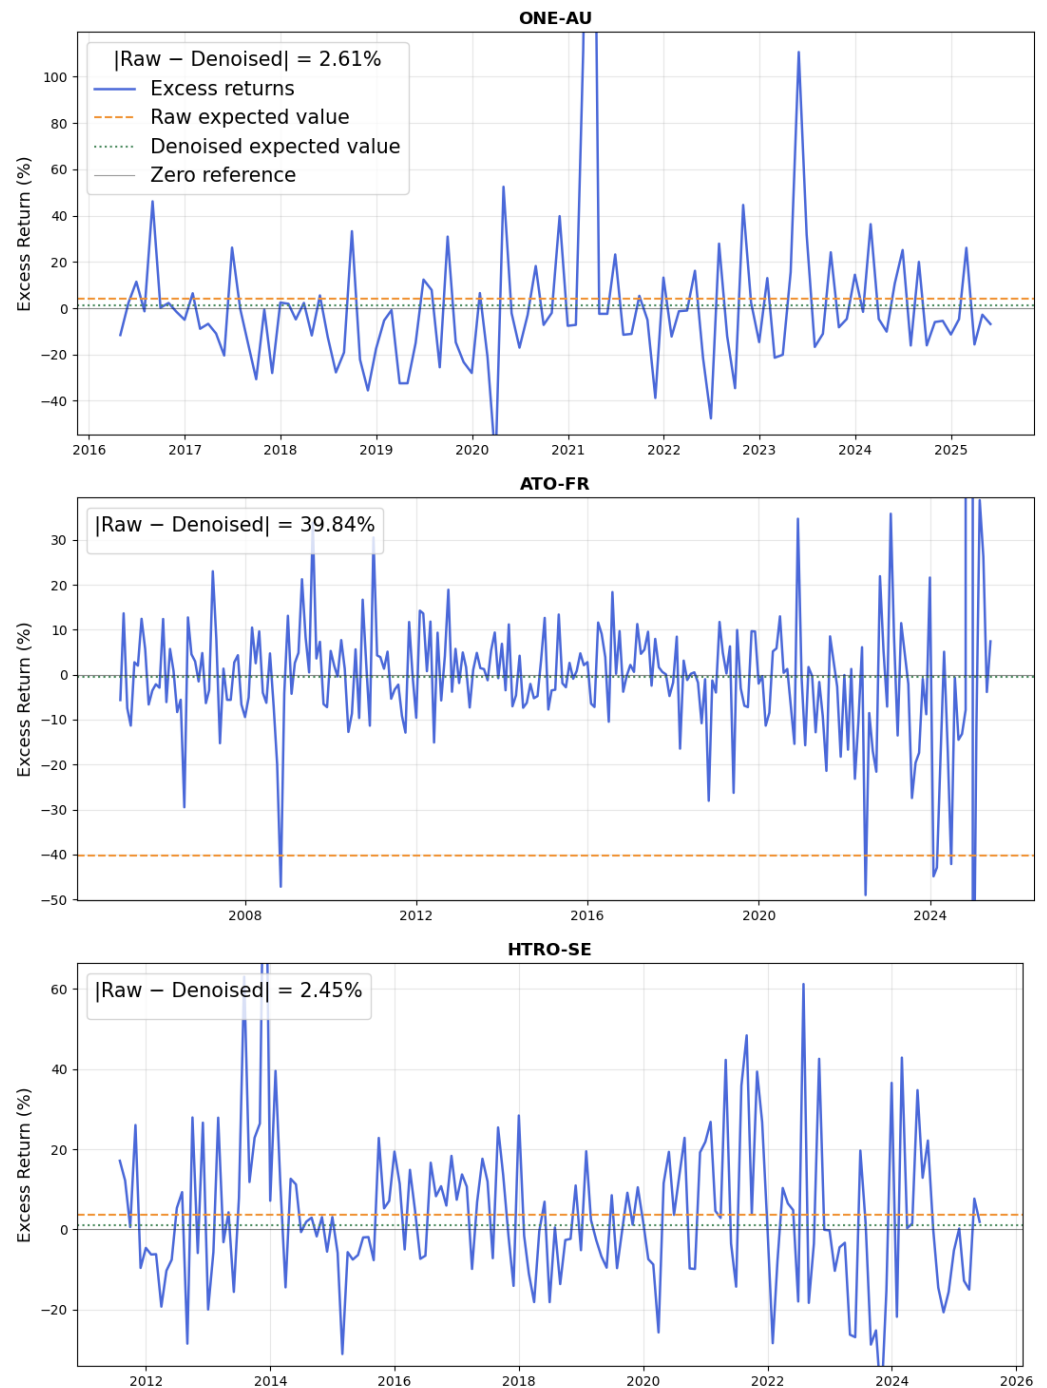 ONE-AU
|Raw − Denoised| = 2.61%
Excess returns
Raw expected value
Denoised expected value
Zero reference
Excess Return (%)
100
80
60
40
20
0
−20
−40
2016 2017 2018 2019 2020 2021 2022 2023 2024 2025
ATO-FR
|Raw − Denoised| = 39.84%
Excess Return (%)
30
20
10
0
−10
−20
−30
−40
−50
2008 2012 2016 2020 2024
HTRO-SE
|Raw − Denoised| = 2.45%
Excess Return (%)
60
40
20
0
−20
2012 2014 2016 2018 2020 2022 2024 2026